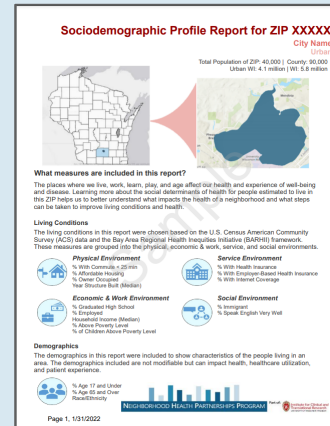 Sociodemographic Profile Report for ZIP XXXXX
City Name
Urban
Total Population of ZIP: 40,000 | County: 90,000
Urban WI: 4.1 million | WI: 5.8 million
What measures are included in this report?
The places where we live, work, learn, play, and age affect our health and experience of well-being
and disease. Learning more about the social determinants of health for people estimated to live in
this ZIP helps us to better understand what impacts the health of a neighborhood and what steps
can be taken to improve living conditions and health.
Living Conditions
The living conditions in this report were chosen based on the U.S. Census American Community
Survey (ACS) data and the Bay Area Regional Health Inequities Initiative (BARHII) framework.
These measures are grouped into the physical, economic & work, service, and social environments.
Physical Environment
% With Commute < 25 min
% Affordable Housing
% Owner Occupied
Year Structure Built (Median)
Service Environment
% With Health Insurance
% With Employer-Based Health Insurance
% With Internet Coverage
Economic & Work Environment
% Graduated High School
% Employed
Household Income (Median)
% Above Poverty Level
% of Children Above Poverty Level
Social Environment
% Immigrant
% Speak English Very Well
Demographics
The demographics in this report were included to show characteristics of the people living in an
area. The demographics included are not modifiable but can impact health, healthcare utilization,
and patient experience.
% Age 17 and Under
% Age 65 and Over
Race/Ethnicity
NEIGHBORHOOD HEALTH PARTNERSHIPS PROGRAM
Institute for Clinical and
Translational Research
Page 1, 1/31/2022
Sample